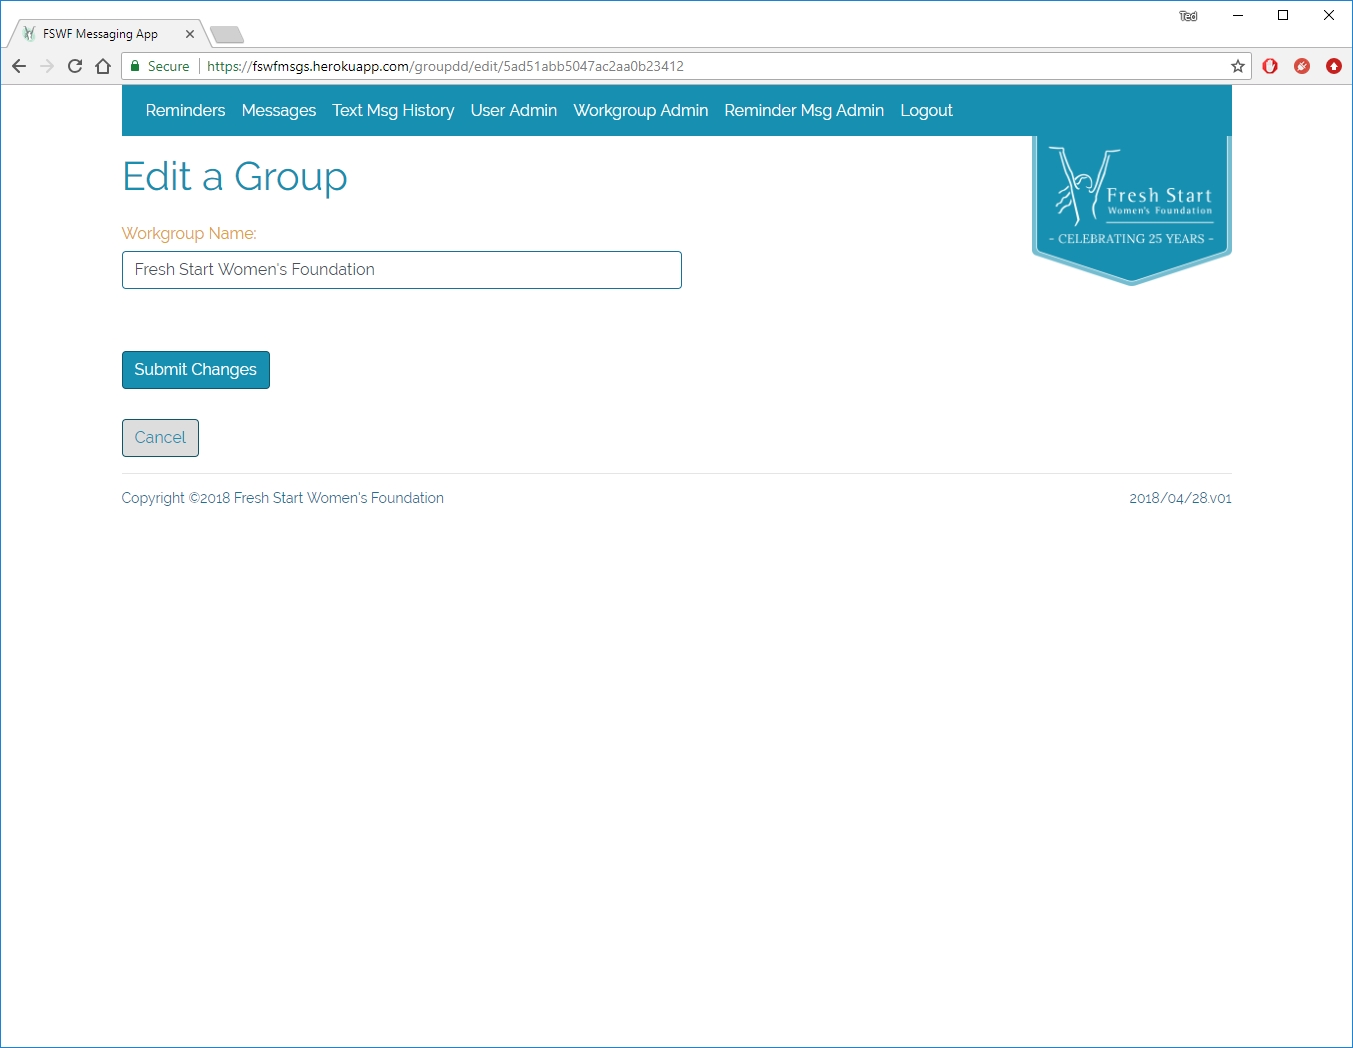 Ted
FSWF Messaging App
Secure https://fswfmsgs.herokuapp.com/groupdd/edit/5ad51abb5047ac2aa0b23412
Reminders Messages Text Msg History User Admin Workgroup Admin Reminder Msg Admin Logout
Edit a Group
Fresh Start
Women's Foundation
- CELEBRATING 25 YEARS -
Workgroup Name:
Fresh Start Women's Foundation
Submit Changes
Cancel
Copyright ©2018 Fresh Start Women's Foundation 2018/04/28.v01